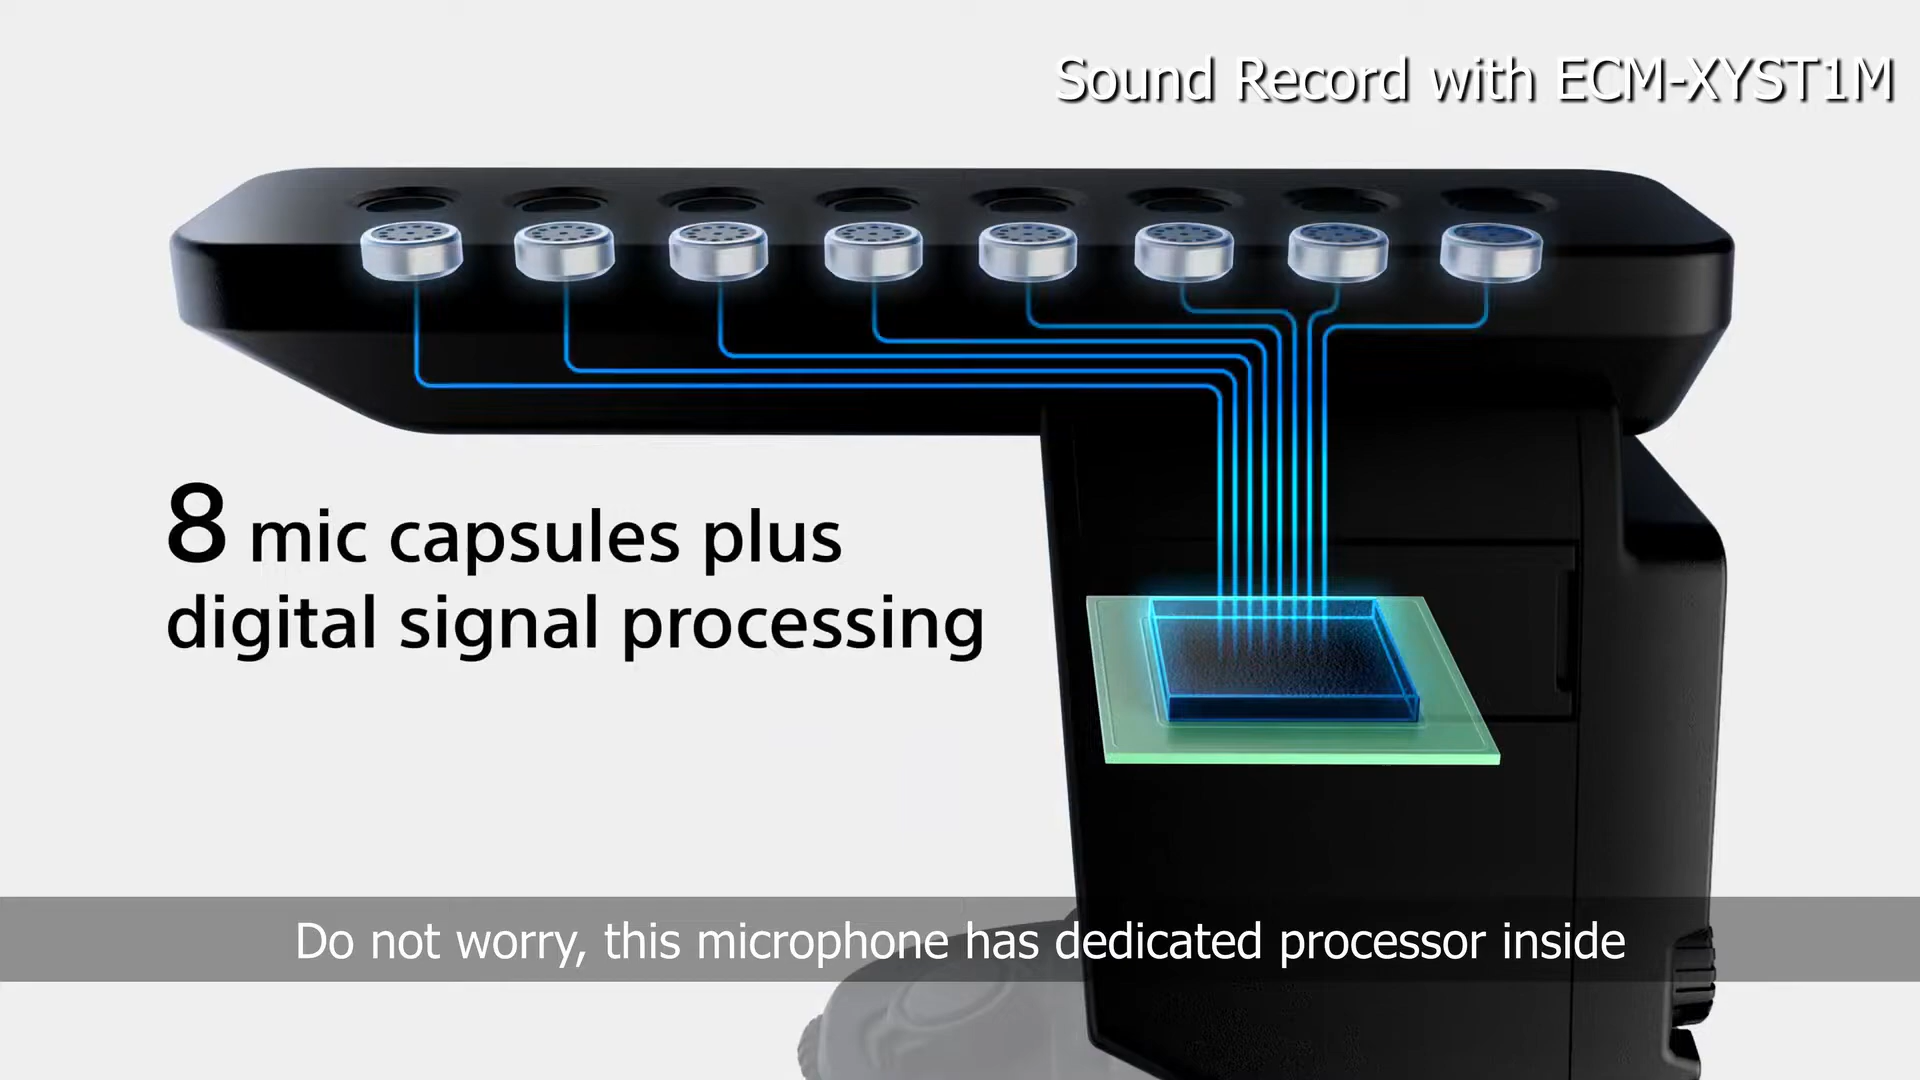 Sound Record with ECM-XYST1M
8 mic capsules plus
digital signal processing
Do not worry, this microphone has dedicated processor inside